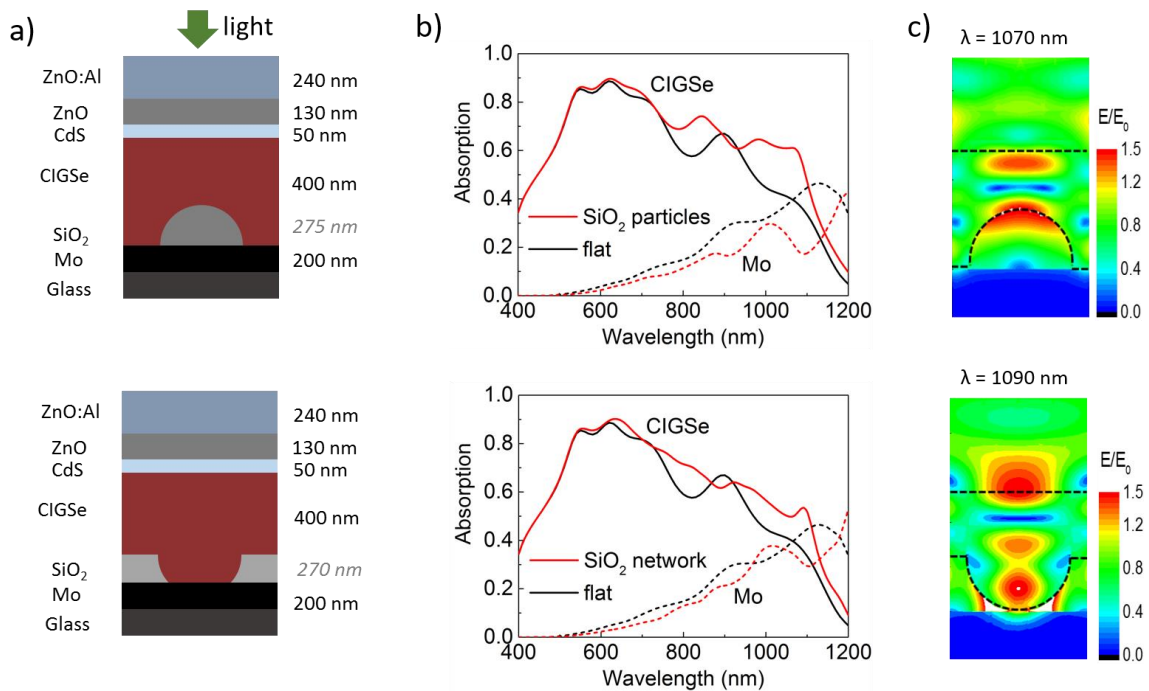 a)
light
ZnO:Al
240 nm
ZnO
130 nm
CdS
50 nm
CIGSe
400 nm
SiO₂
275 nm
Mo
200 nm
Glass
b)
1.0
0.8
0.6
0.4
0.2
0.0
Absorption
CIGSe
SiO₂ particles
flat
Mo
400 600 800 1000 1200
Wavelength (nm)
c)
λ = 1070 nm
E/E₀
1.5
1.2
0.8
0.4
0.0
ZnO:Al
240 nm
ZnO
130 nm
CdS
50 nm
CIGSe
400 nm
SiO₂
270 nm
Mo
200 nm
Glass
1.0
0.8
0.6
0.4
0.2
0.0
Absorption
CIGSe
SiO₂ network
flat
Mo
400 600 800 1000 1200
Wavelength (nm)
λ = 1090 nm
E/E₀
1.5
1.2
0.8
0.4
0.0